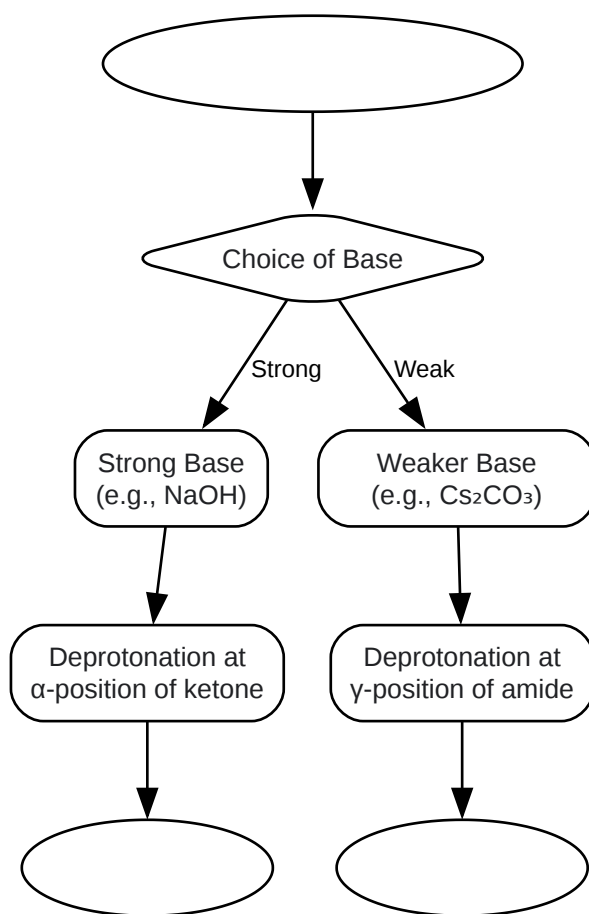 Choice of Base
Strong
Weak
Strong Base
(e.g., NaOH)
Weaker Base
(e.g., Cs₂CO₃)
Deprotonation at
α-position of ketone
Deprotonation at
γ-position of amide